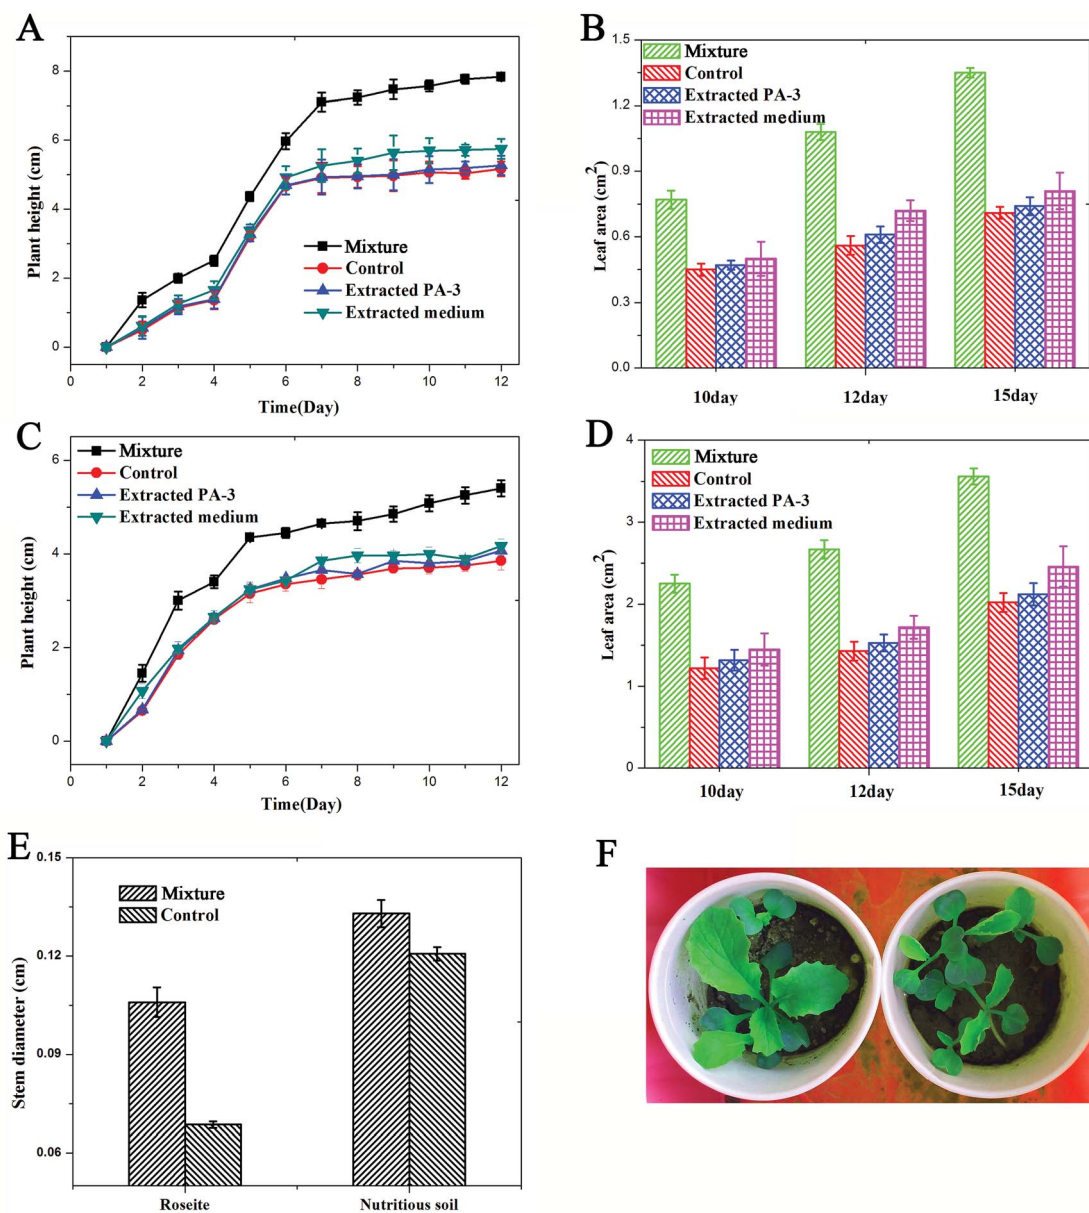 A
8
6
4
2
0
Plant height (cm)
Mixture
Control
Extracted PA-3
Extracted medium
0 2 4 6 8 10 12
Time(Day)
B
1.5
1.2
0.9
0.6
0.3
0.0
Leaf area (cm2)
Mixture
Control
Extracted PA-3
Extracted medium
10day 12day 15day
C
6
4
2
0
Plant height (cm)
Mixture
Control
Extracted PA-3
Extracted medium
0 2 4 6 8 10 12
Time(Day)
D
4
3
2
1
0
Leaf area (cm2)
Mixture
Control
Extracted PA-3
Extracted medium
10day 12day 15day
E
0.15
0.12
0.09
0.06
Stem diameter (cm)
Mixture
Control
Roseite Nutritious soil
F